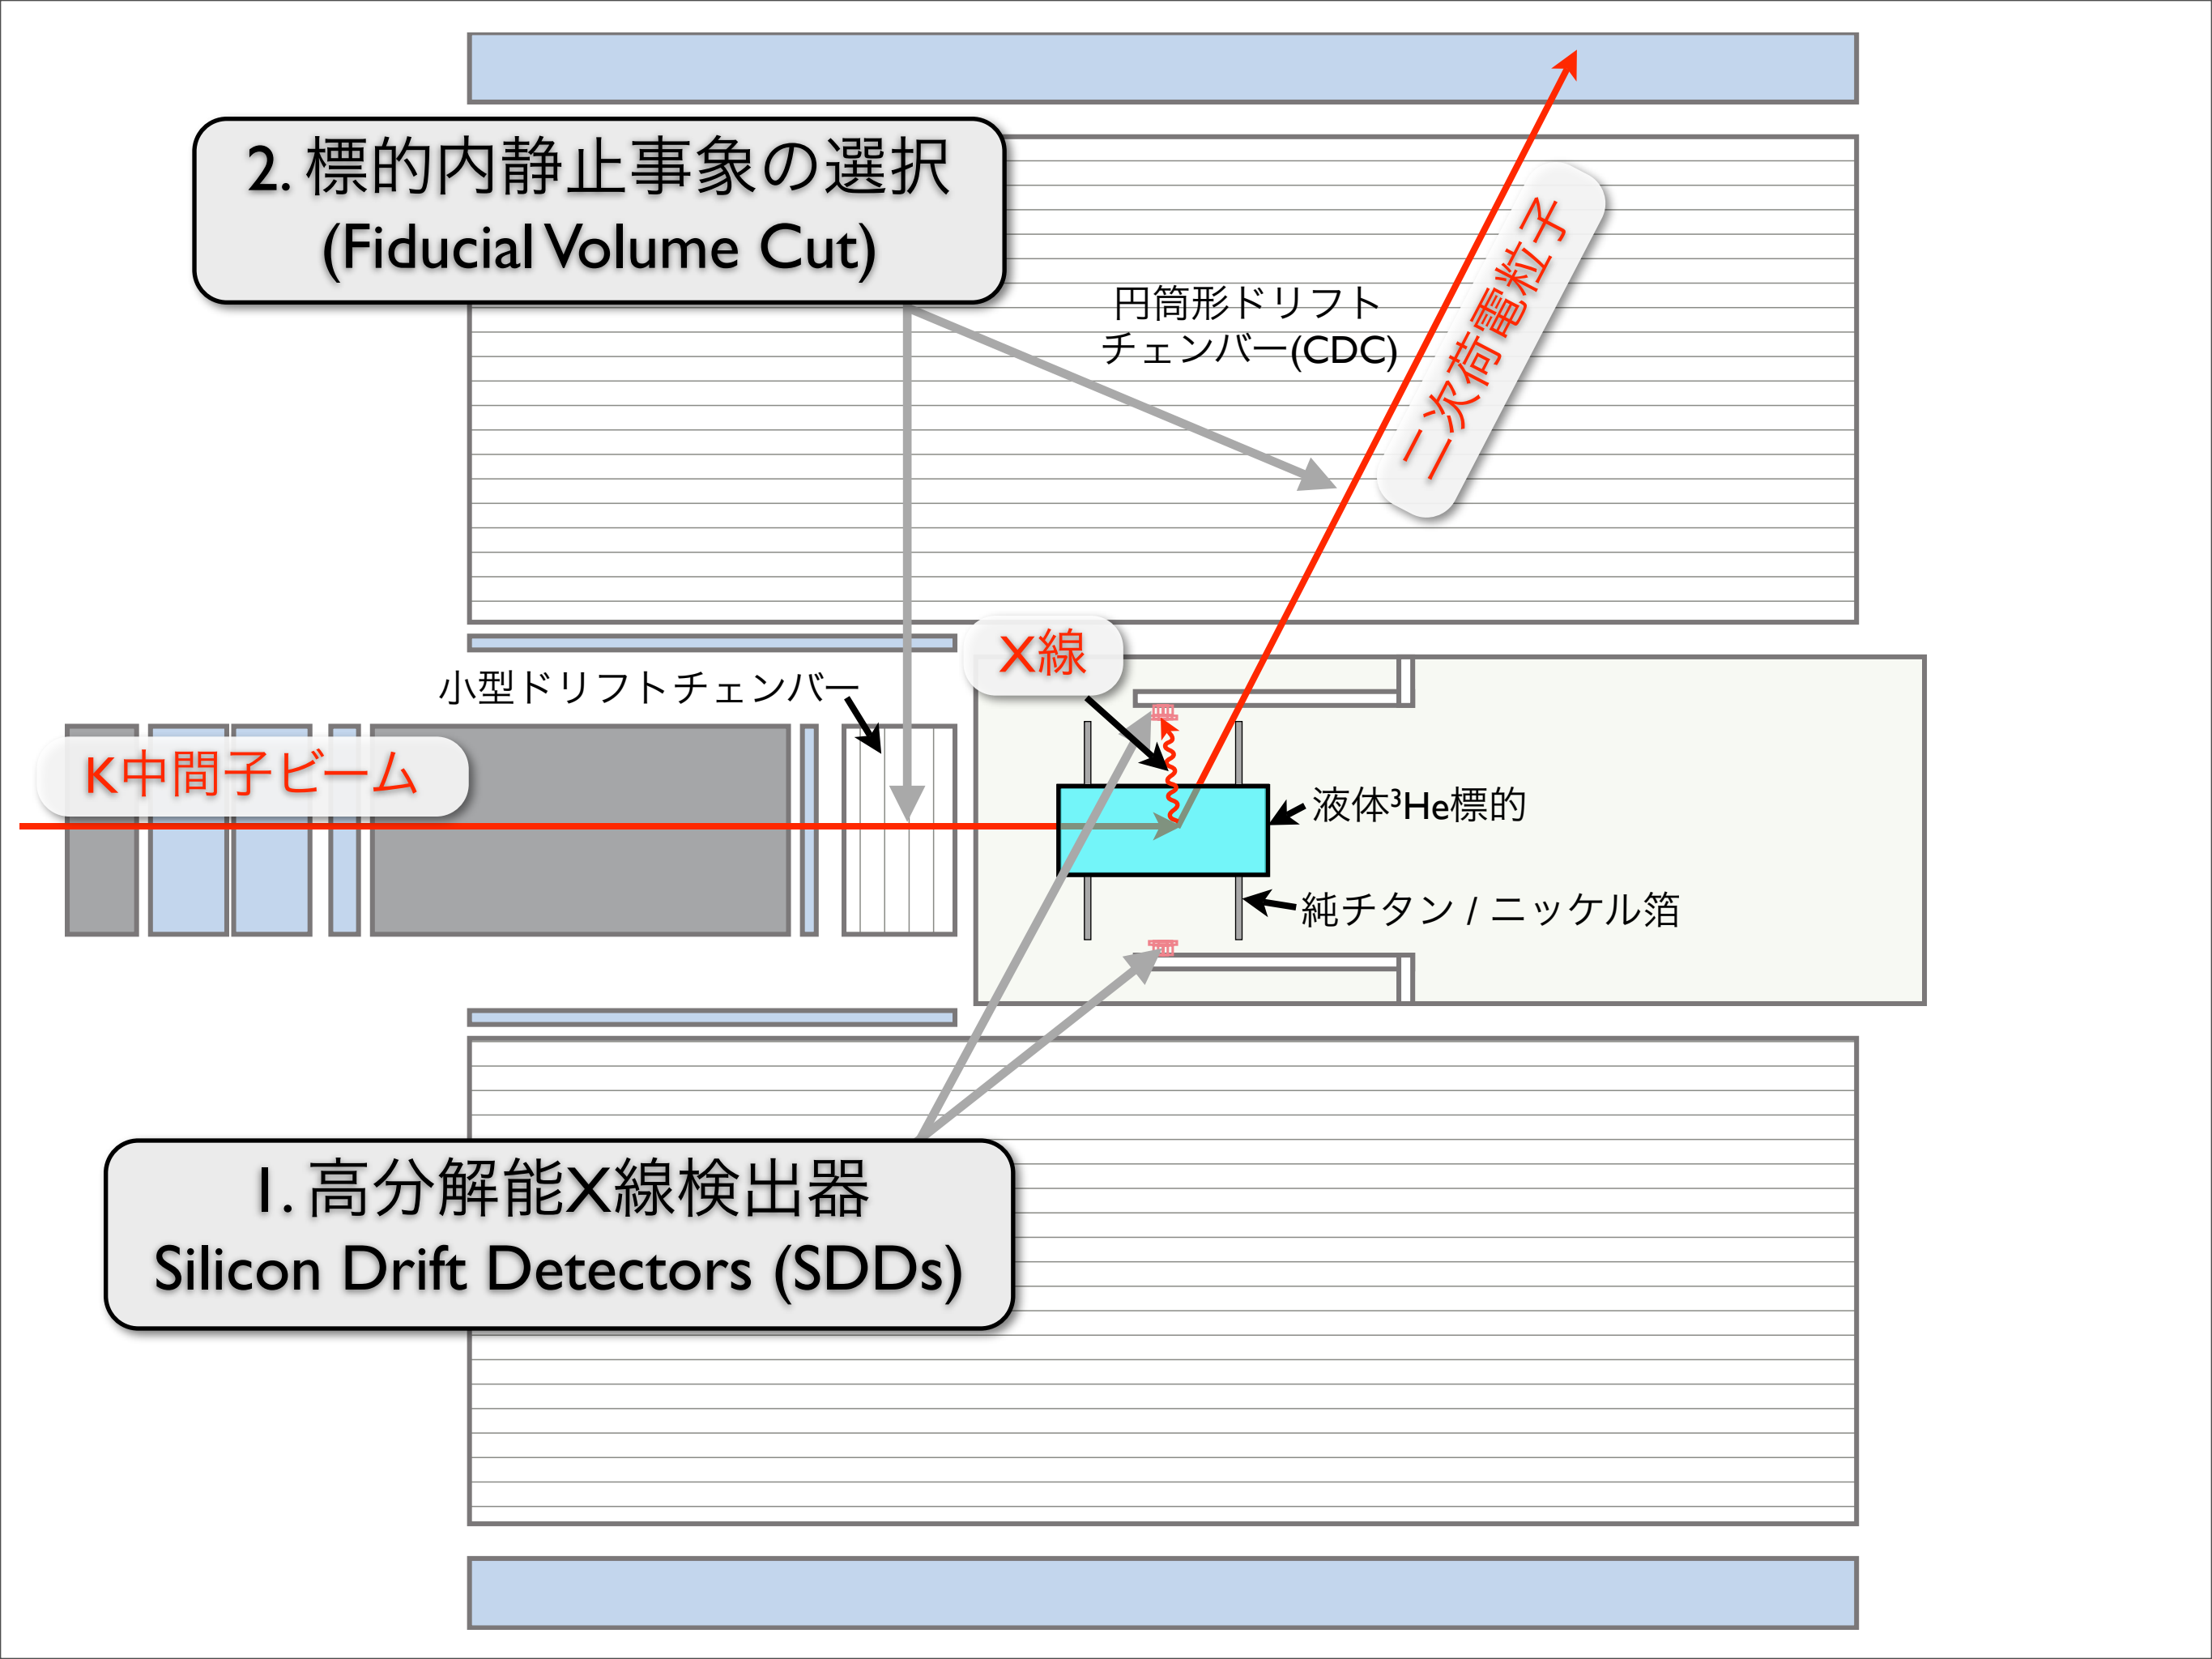 2. 標的内静止事象の選択
(Fiducial Volume Cut)
円筒形ドリフト
チェンバー(CDC)
二次荷電粒子
X線
小型ドリフトチェンバー
K中間子ビーム
液体³He標的
純チタン / ニッケル箔
1. 高分解能X線検出器
Silicon Drift Detectors (SDDs)